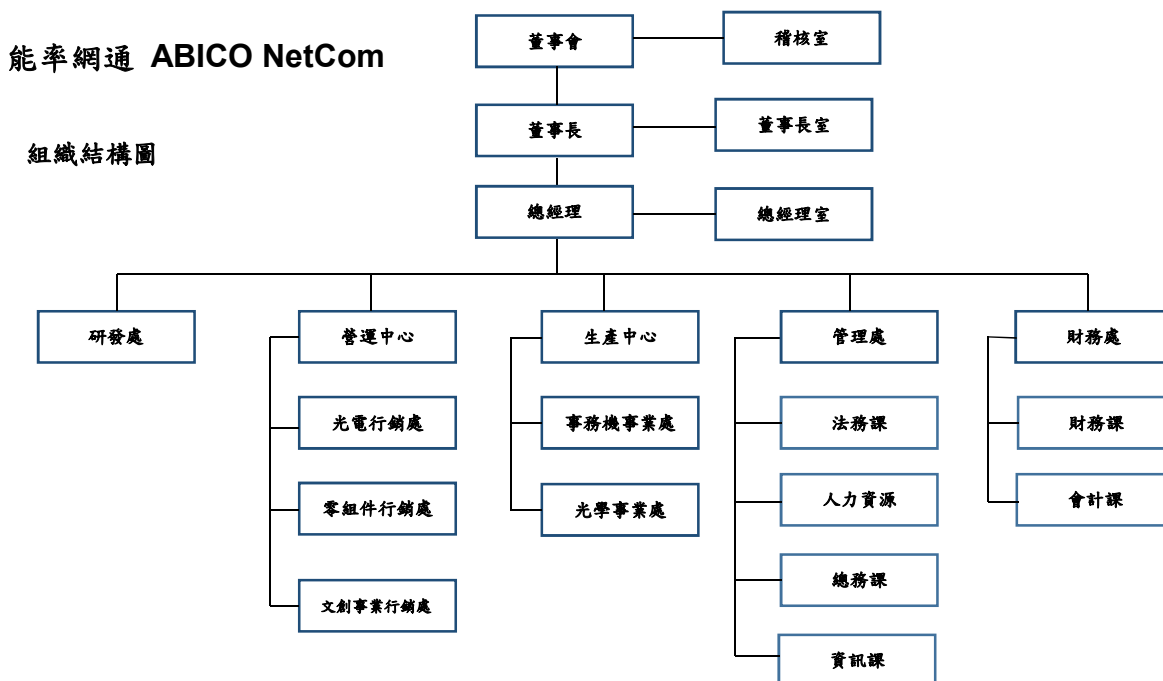 能率網通 ABICO NetCom
組織結構圖
董事會
稽核室
董事長
董事長室
總經理
總經理室
研發處
營運中心
生產中心
管理處
財務處
光電行銷處
事務機事業處
法務課
財務課
零組件行銷處
光學事業處
人力資源
會計課
文創事業行銷處
總務課
資訊課